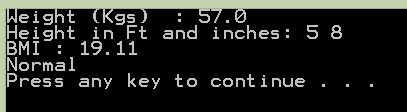 Weight (Kgs)  : 57.0
Height in Ft and inches: 5 8
BMI : 19.11
Normal
Press any key to continue . . .